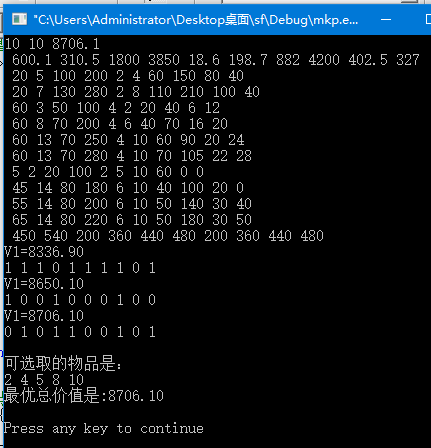 "C:\Users\Administrator\Desktop桌面\sf\Debug\mkp.e...
10 10 8706.1
600.1 310.5 1800 3850 18.6 198.7 882 4200 402.5 327
20 5 100 200 2 4 60 150 80 40
20 7 130 280 2 8 110 210 100 40
60 3 50 100 4 2 20 40 6 12
60 8 70 200 4 6 40 70 16 20
60 13 70 250 4 10 60 90 20 24
60 13 70 280 4 10 70 105 22 28
5 2 20 100 2 5 10 60 0 0
45 14 80 180 6 10 40 100 20 0
55 14 80 200 6 10 50 140 30 40
65 14 80 220 6 10 50 180 30 50
450 540 200 360 440 480 200 360 440 480
V1=8336.90
1 1 1 0 1 1 1 1 0 1
V1=8650.10
1 0 0 1 0 0 0 1 0 0
V1=8706.10
0 1 0 1 1 0 0 1 0 1
可选取的物品是:
2 4 5 8 10
最优总价值是:8706.10
Press any key to continue